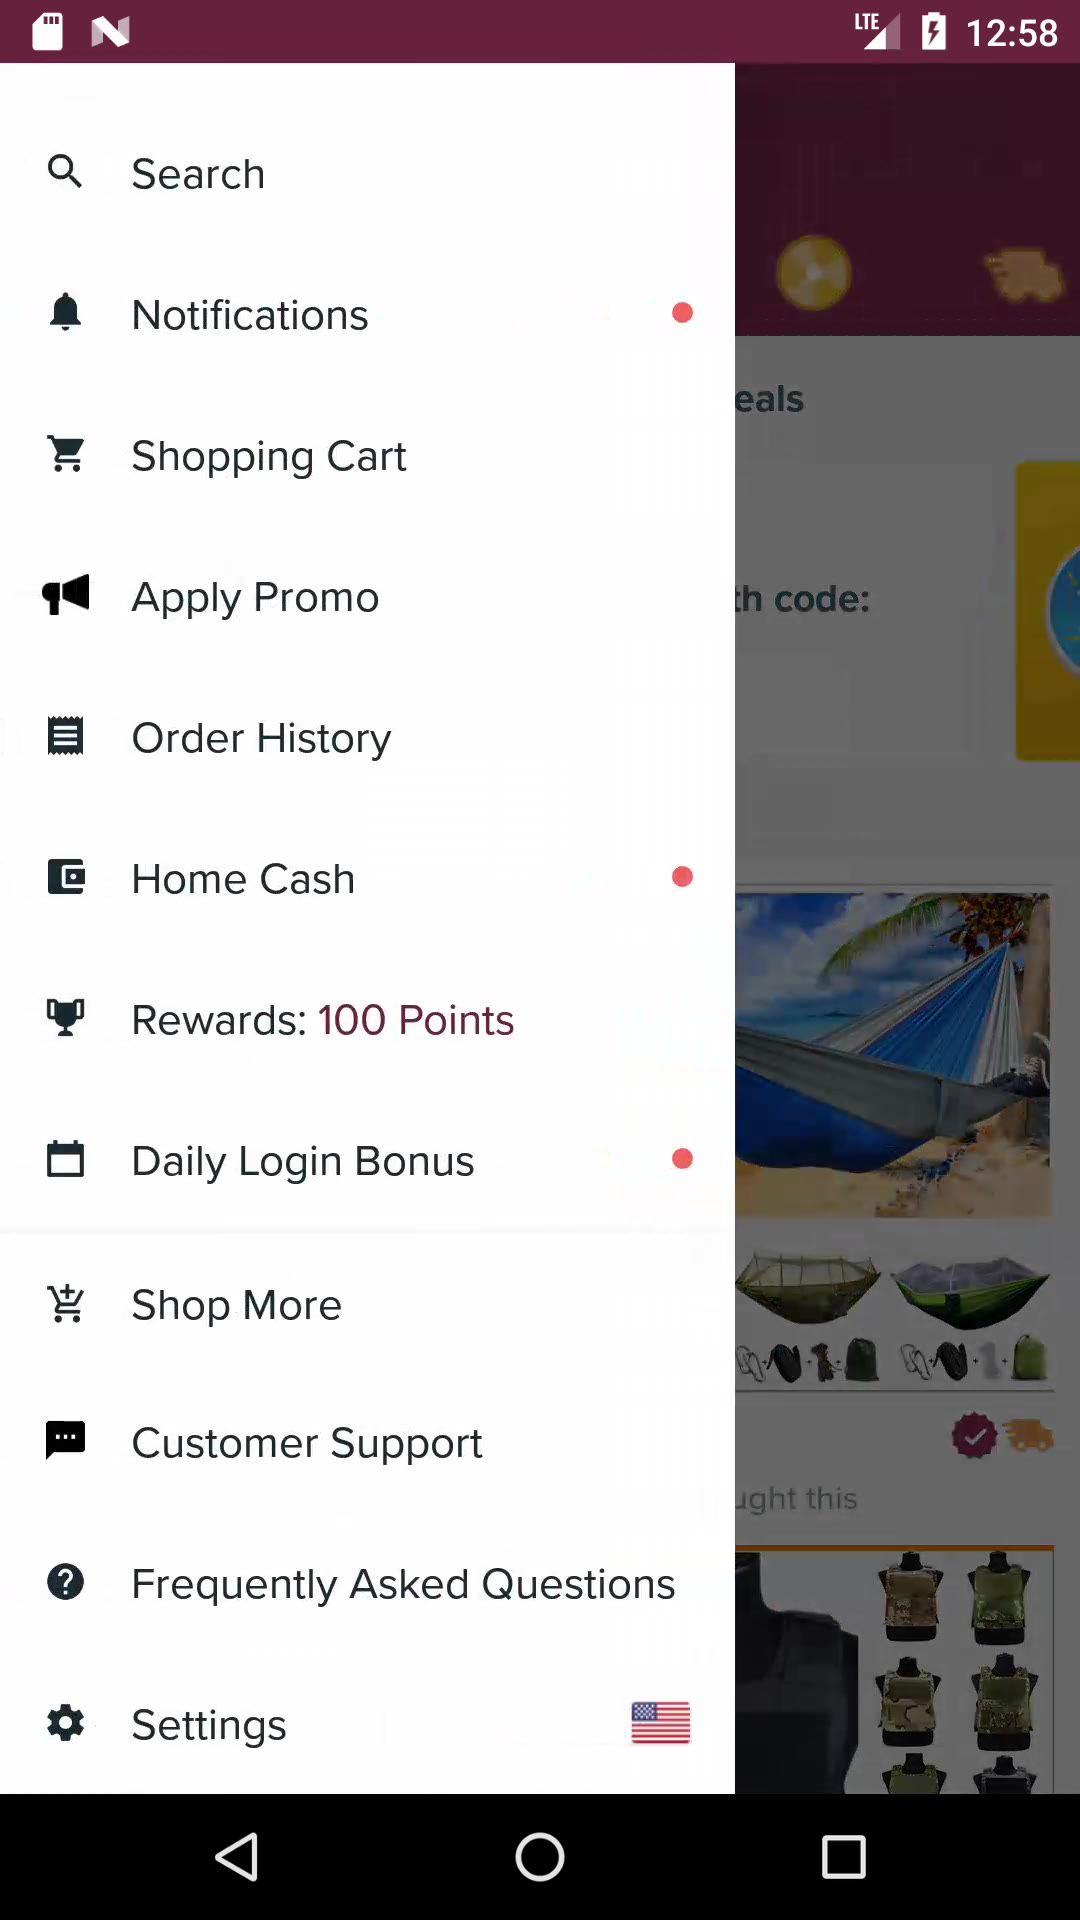 LTE 12:58
Search
Notifications
Shopping Cart
Apply Promo
Order History
Home Cash
Rewards: 100 Points
Daily Login Bonus
Shop More
Customer Support
Frequently Asked Questions
Settings
eals
th code:
ught this